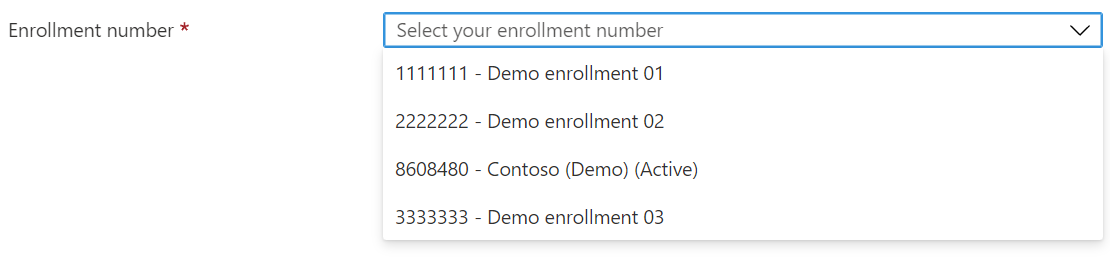 Enrollment number *
Select your enrollment number
1111111 - Demo enrollment 01
2222222 - Demo enrollment 02
8608480 - Contoso (Demo) (Active)
3333333 - Demo enrollment 03